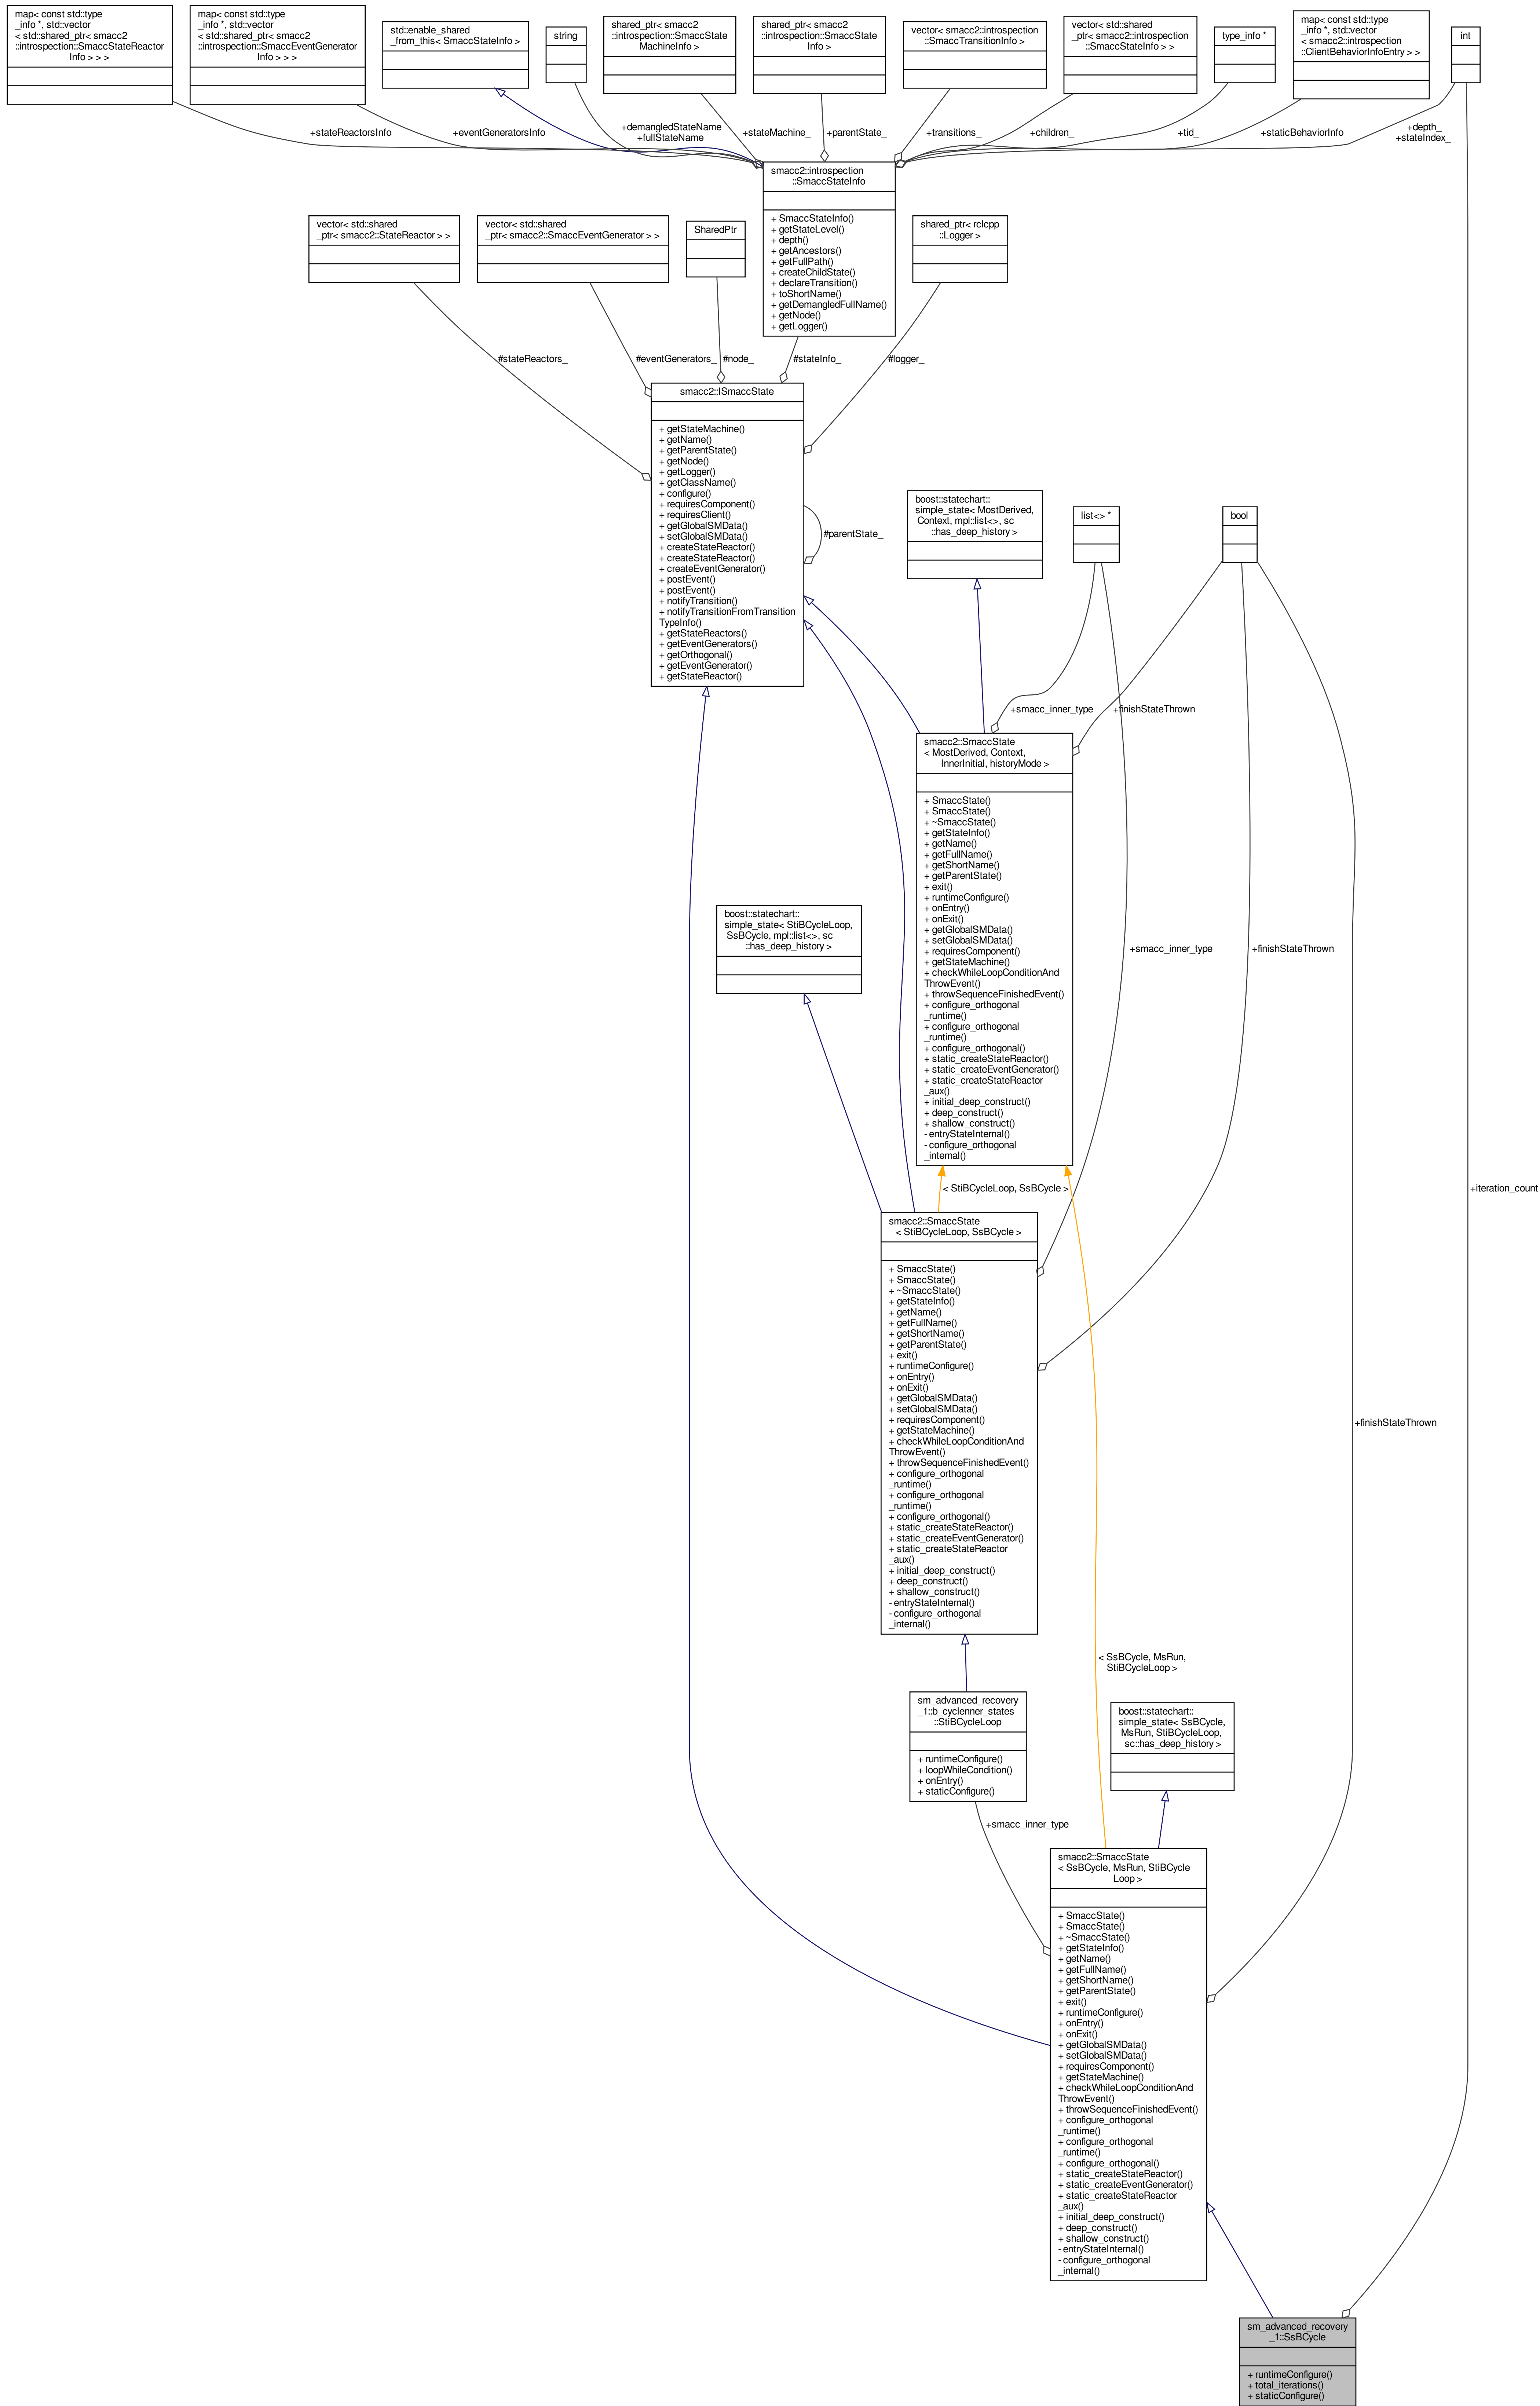 map< const std::type
_info *, std::vector
< std::shared_ptr< smacc2
::introspection::SmaccStateReactor
Info > > >
map< const std::type
_info *, std::vector
< std::shared_ptr< smacc2
::introspection::SmaccEventGenerator
Info > > >
std::enable_shared
_from_this< SmaccStateInfo >
string
shared_ptr< smacc2
::introspection::SmaccState
MachineInfo >
shared_ptr< smacc2
::introspection::SmaccState
Info >
vector< smacc2::introspection
::SmaccTransitionInfo >
vector< std::shared
_ptr< smacc2::introspection
::SmaccStateInfo > >
type_info *
map< const std::type
_info *, std::vector
< smacc2::introspection
::ClientBehaviorInfoEntry > >
int
+stateReactorsInfo
+eventGeneratorsInfo
+demangledStateName
+fullStateName
+stateMachine_
+parentState_
+transitions_
+children_
+tid_
+staticBehaviorInfo
+depth_
+stateIndex_
smacc2::introspection
::SmaccStateInfo
+ SmaccStateInfo()
+ getStateLevel()
+ depth()
+ getAncestors()
+ getFullPath()
+ createChildState()
+ declareTransition()
+ toShortName()
+ getDemangledFullName()
+ getNode()
+ getLogger()
vector< std::shared
_ptr< smacc2::StateReactor > >
vector< std::shared
_ptr< smacc2::SmaccEventGenerator > >
SharedPtr
shared_ptr< rclcpp
::Logger >
#stateReactors_
#eventGenerators_
#node_
#stateInfo_
#logger_
smacc2::ISmaccState
+ getStateMachine()
+ getName()
+ getParentState()
+ getNode()
+ getLogger()
+ getClassName()
+ configure()
+ requiresComponent()
+ requiresClient()
+ getGlobalSMData()
+ setGlobalSMData()
+ createStateReactor()
+ createStateReactor()
+ createEventGenerator()
+ postEvent()
+ postEvent()
+ notifyTransition()
+ notifyTransitionFromTransition
TypeInfo()
+ getStateReactors()
+ getEventGenerators()
+ getOrthogonal()
+ getEventGenerator()
+ getStateReactor()
#parentState_
boost::statechart::
simple_state< MostDerived,
Context, mpl::list<>, sc
::has_deep_history >
list<> *
bool
+smacc_inner_type
+finishStateThrown
smacc2::SmaccState
< MostDerived, Context,
InnerInitial, historyMode >
+ SmaccState()
+ SmaccState()
+ ~SmaccState()
+ getStateInfo()
+ getName()
+ getFullName()
+ getShortName()
+ getParentState()
+ exit()
+ runtimeConfigure()
+ onEntry()
+ onExit()
+ getGlobalSMData()
+ setGlobalSMData()
+ requiresComponent()
+ getStateMachine()
+ checkWhileLoopConditionAnd
ThrowEvent()
+ throwSequenceFinishedEvent()
+ configure_orthogonal
_runtime()
+ configure_orthogonal
_runtime()
+ configure_orthogonal()
+ static_createStateReactor()
+ static_createEventGenerator()
+ static_createStateReactor
_aux()
+ initial_deep_construct()
+ deep_construct()
+ shallow_construct()
- entryStateInternal()
- configure_orthogonal
_internal()
boost::statechart::
simple_state< StiBCycleLoop,
SsBCycle, mpl::list<>, sc
::has_deep_history >
+smacc_inner_type
+finishStateThrown
< StiBCycleLoop, SsBCycle >
+iteration_count
smacc2::SmaccState
< StiBCycleLoop, SsBCycle >
+ SmaccState()
+ SmaccState()
+ ~SmaccState()
+ getStateInfo()
+ getName()
+ getFullName()
+ getShortName()
+ getParentState()
+ exit()
+ runtimeConfigure()
+ onEntry()
+ onExit()
+ getGlobalSMData()
+ setGlobalSMData()
+ requiresComponent()
+ getStateMachine()
+ checkWhileLoopConditionAnd
ThrowEvent()
+ throwSequenceFinishedEvent()
+ configure_orthogonal
_runtime()
+ configure_orthogonal
_runtime()
+ configure_orthogonal()
+ static_createStateReactor()
+ static_createEventGenerator()
+ static_createStateReactor
_aux()
+ initial_deep_construct()
+ deep_construct()
+ shallow_construct()
- entryStateInternal()
- configure_orthogonal
_internal()
+finishStateThrown
< SsBCycle, MsRun,
StiBCycleLoop >
sm_advanced_recovery
_1::b_cyclenner_states
::StiBCycleLoop
+ runtimeConfigure()
+ loopWhileCondition()
+ onEntry()
+ staticConfigure()
boost::statechart::
simple_state< SsBCycle,
MsRun, StiBCycleLoop,
sc::has_deep_history >
+smacc_inner_type
smacc2::SmaccState
< SsBCycle, MsRun, StiBCycle
Loop >
+ SmaccState()
+ SmaccState()
+ ~SmaccState()
+ getStateInfo()
+ getName()
+ getFullName()
+ getShortName()
+ getParentState()
+ exit()
+ runtimeConfigure()
+ onEntry()
+ onExit()
+ getGlobalSMData()
+ setGlobalSMData()
+ requiresComponent()
+ getStateMachine()
+ checkWhileLoopConditionAnd
ThrowEvent()
+ throwSequenceFinishedEvent()
+ configure_orthogonal
_runtime()
+ configure_orthogonal
_runtime()
+ configure_orthogonal()
+ static_createStateReactor()
+ static_createEventGenerator()
+ static_createStateReactor
_aux()
+ initial_deep_construct()
+ deep_construct()
+ shallow_construct()
- entryStateInternal()
- configure_orthogonal
_internal()
sm_advanced_recovery
_1::SsBCycle
+ runtimeConfigure()
+ total_iterations()
+ staticConfigure()